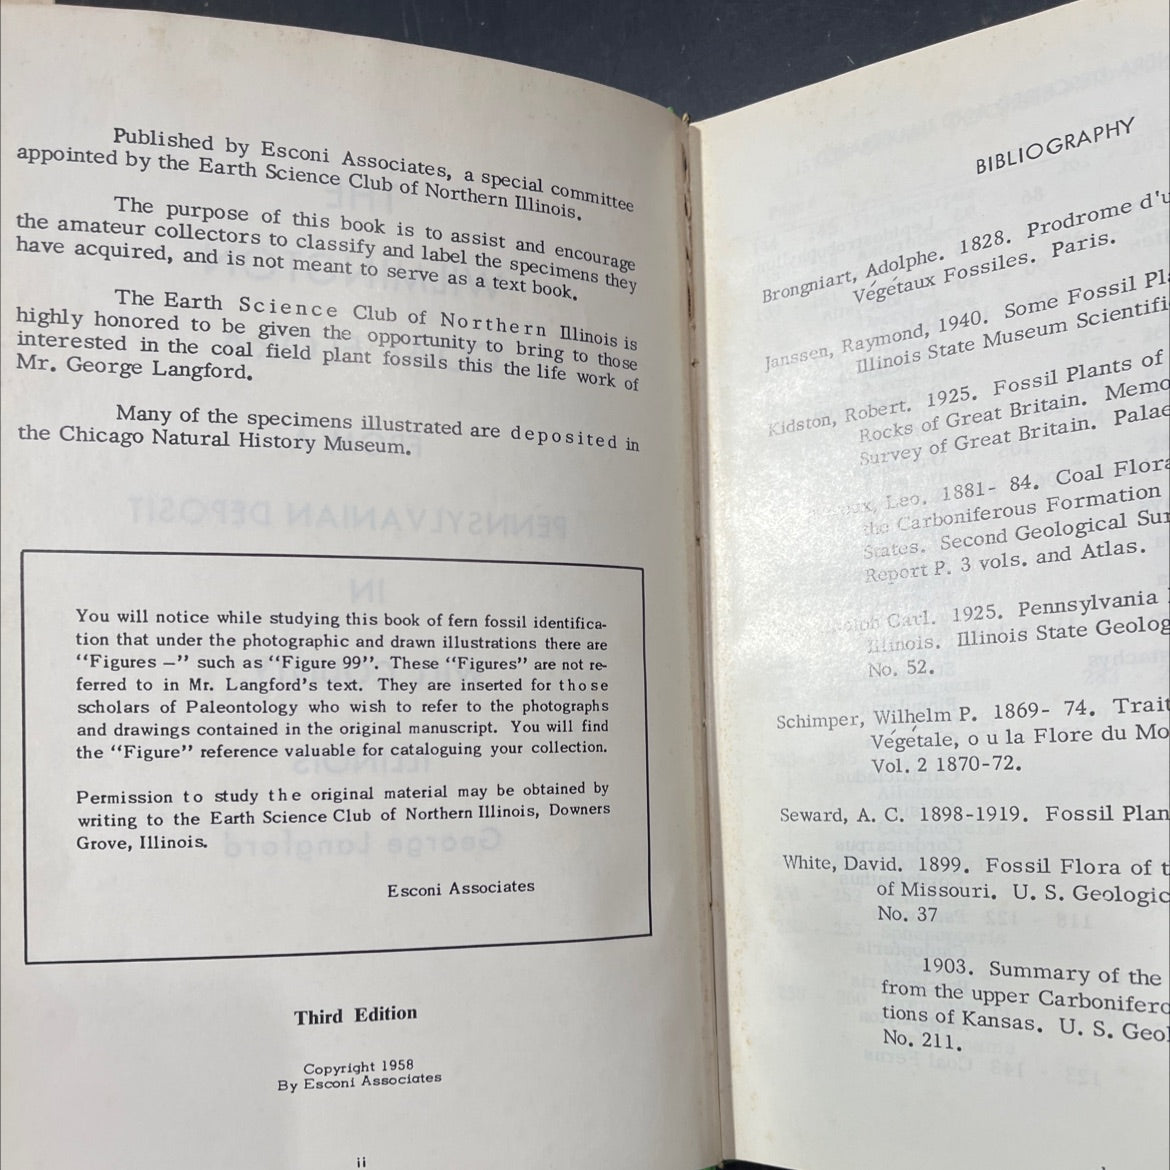 Published by Esconi Associates, a special committee
appointed by the Earth Science Club of Northern Illinois.
The purpose of this book is to assist and encourage
the amateur collectors to classify and label the specimens they
have acquired, and is not meant to serve as a text book.
The Earth Science Club of Northern Illinois is
highly honored to be given the opportunity to bring to those
interested in the coal field plant fossils this the life work of
Mr. George Langford.
Many of the specimens illustrated are deposited in
the Chicago Natural History Museum.
You will notice while studying this book of fern fossil identifica-
tion that under the photographic and drawn illustrations there are
"Figures —" such as "Figure 99". These "Figures" are not re-
ferred to in Mr. Langford's text. They are inserted for those
scholars of Paleontology who wish to refer to the photographs
and drawings contained in the original manuscript. You will find
the "Figure" reference valuable for cataloguing your collection.
Permission to study the original material may be obtained by
writing to the Earth Science Club of Northern Illinois, Downers
Grove, Illinois.
Esconi Associates
Third Edition
Copyright 1958
By Esconi Associates
ii
BIBLIOGRAPHY
Brongniart, Adolphe. 1828. Prodrome d'u
Végétaux Fossiles. Paris.
Janssen, Raymond, 1940. Some Fossil Pla
Illinois State Museum Scientifi
Kidston, Robert. 1925. Fossil Plants of
Rocks of Great Britain. Memo
Survey of Great Britain. Palae
Leo. 1881- 84. Coal Flora
the Carboniferous Formation
States. Second Geological Sur
Report P. 3 vols. and Atlas.
Carl. 1925. Pennsylvania
Illinois. Illinois State Geolog
No. 52.
Schimper, Wilhelm P. 1869- 74. Trait
Végétale, o u la Flore du Mo
Vol. 2 1870-72.
Seward, A. C. 1898-1919. Fossil Plan
White, David. 1899. Fossil Flora of t
of Missouri. U. S. Geologic
No. 37
1903. Summary of the
from the upper Carbonifero
tions of Kansas. U. S. Geol
No. 211.